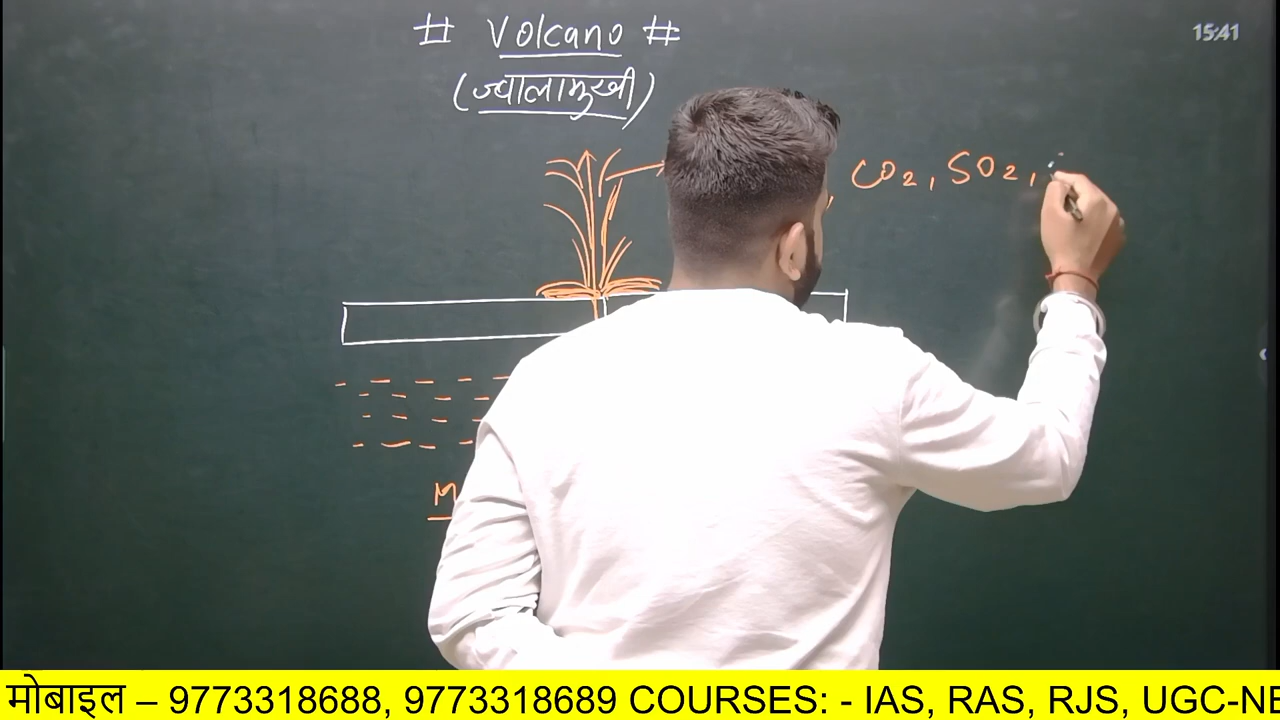 # Volcano #
15:41
(ज्वालामुखी)
CO₂, SO₂,
M
मोबाइल – 9773318688, 9773318689 COURSES: - IAS, RAS, RJS, UGC-NE